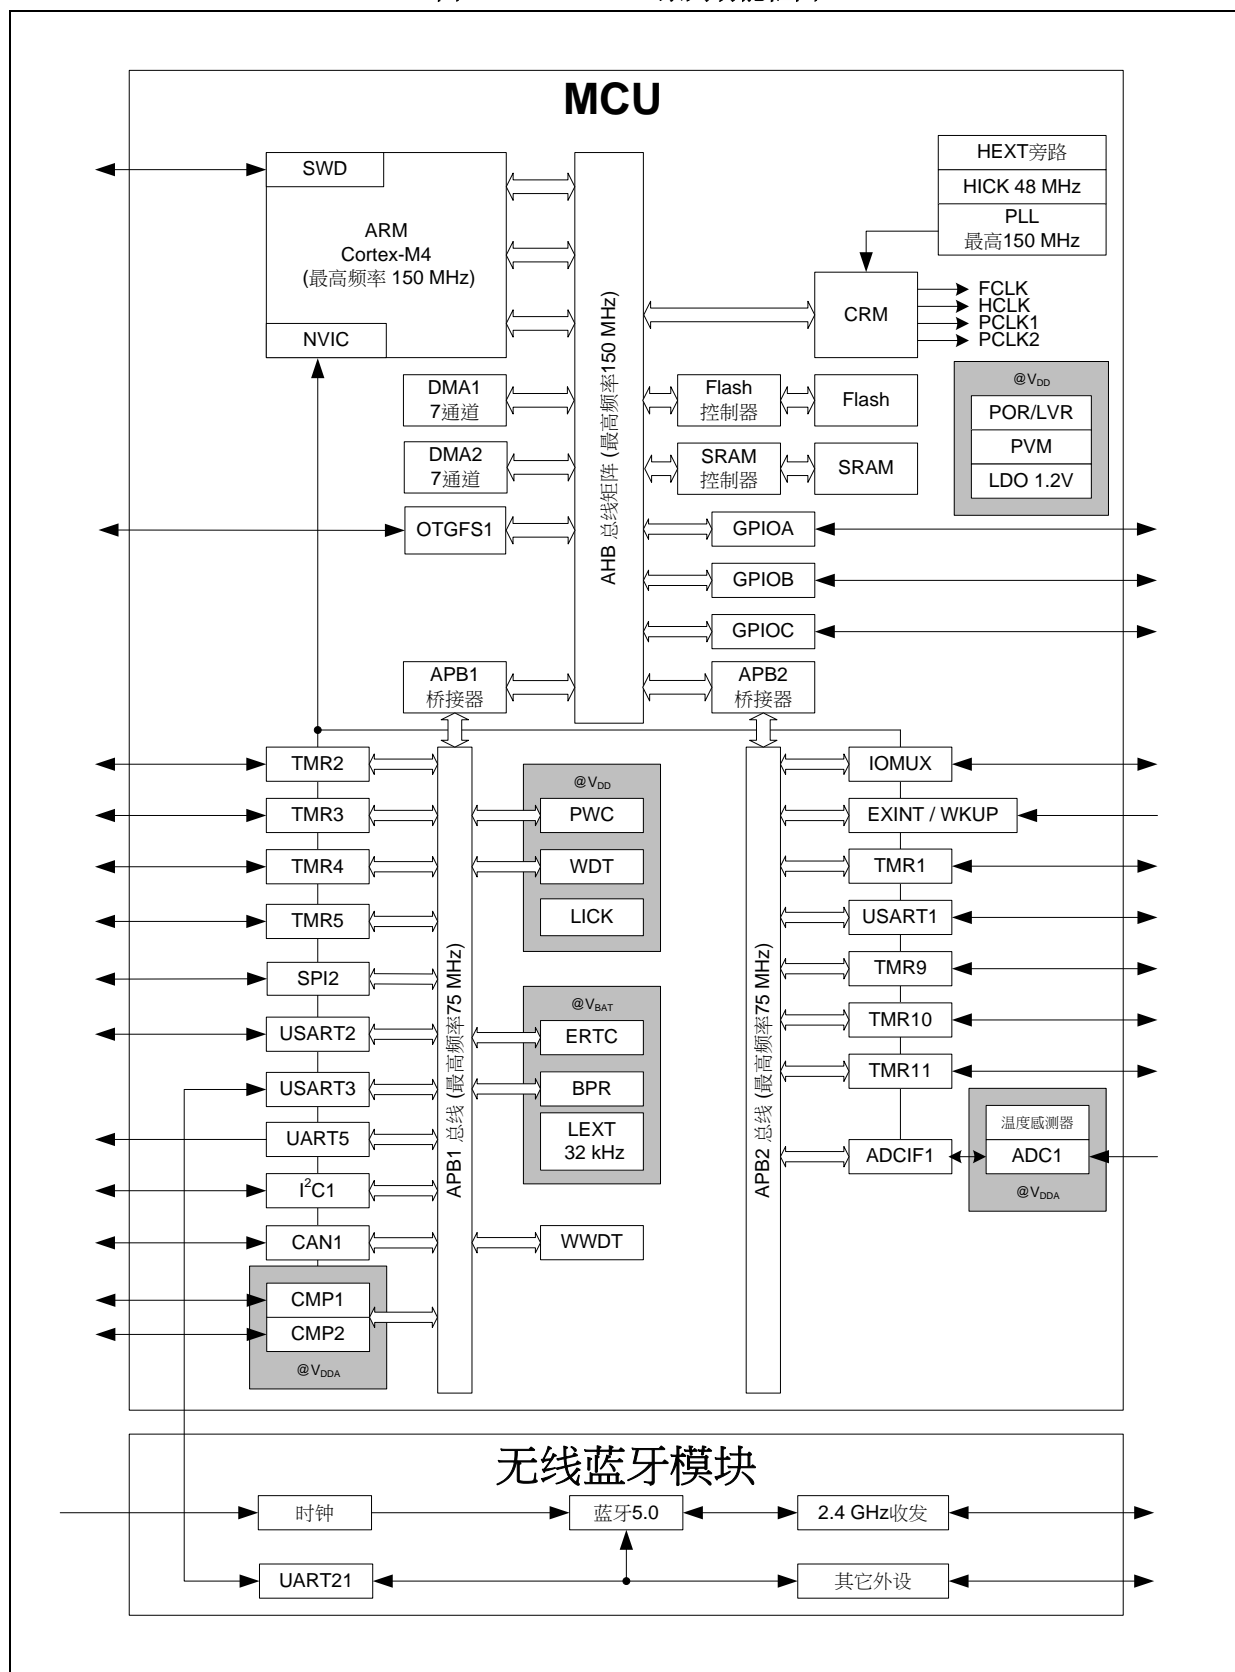 MCU
SWD
ARM
Cortex-M4
(最高频率 150 MHz)
NVIC
AHB 总线矩阵 (最高频率150 MHz)
HEXT旁路
HICK 48 MHz
PLL
最高150 MHz
CRM
FCLK
HCLK
PCLK1
PCLK2
DMA1
7通道
DMA2
7通道
OTGFS1
Flash
控制器
Flash
SRAM
控制器
SRAM
@VDD
POR/LVR
PVM
LDO 1.2V
GPIOA
GPIOB
GPIOC
APB1
桥接器
APB2
桥接器
TMR2
TMR3
TMR4
TMR5
SPI2
USART2
USART3
UART5
I²C1
CAN1
CMP1
CMP2
@VDDA
APB1 总线 (最高频率75 MHz)
@VDD
PWC
WDT
LICK
@VBAT
ERTC
BPR
LEXT
32 kHz
WWDT
APB2 总线 (最高频率75 MHz)
IOMUX
EXINT / WKUP
TMR1
USART1
TMR9
TMR10
TMR11
ADCIF1
温度感测器
ADC1
@VDDA
无线蓝牙模块
时钟
蓝牙5.0
2.4 GHz收发
UART21
其它外设